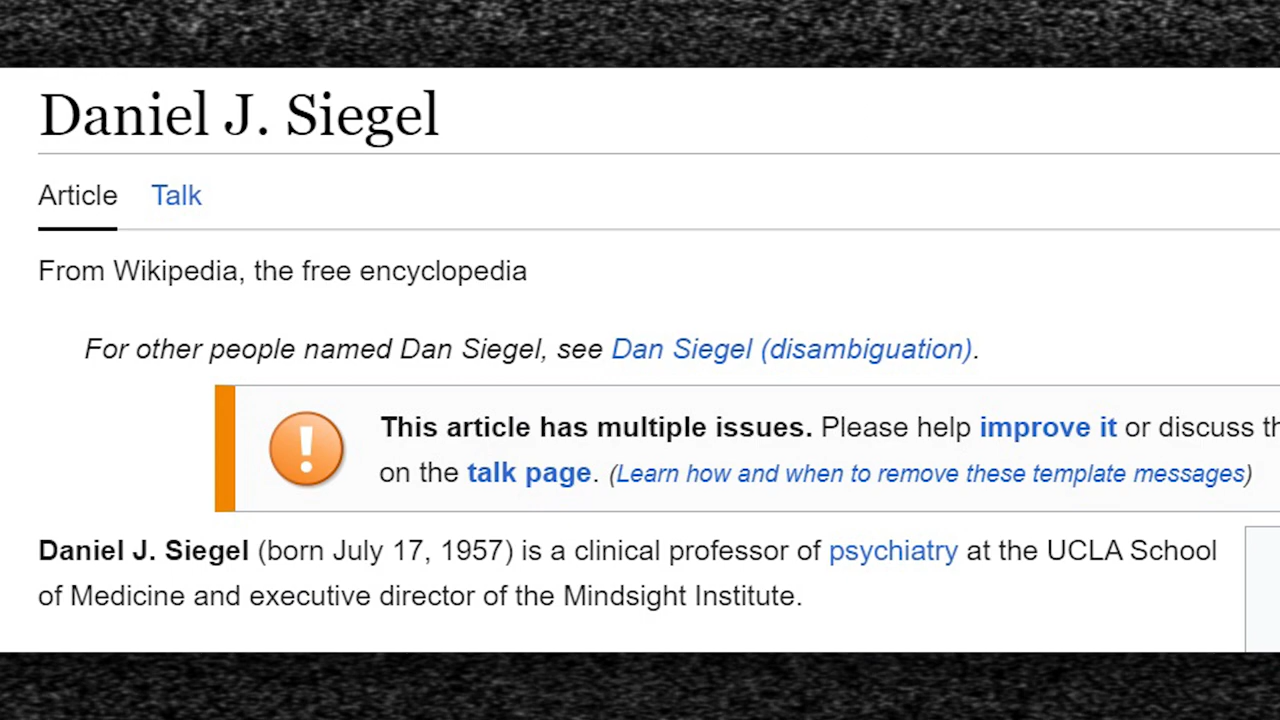 Daniel J. Siegel
Article Talk
From Wikipedia, the free encyclopedia
For other people named Dan Siegel, see Dan Siegel (disambiguation).
This article has multiple issues. Please help improve it or discuss
on the talk page. (Learn how and when to remove these template messages)
Daniel J. Siegel (born July 17, 1957) is a clinical professor of psychiatry at the UCLA School
of Medicine and executive director of the Mindsight Institute.